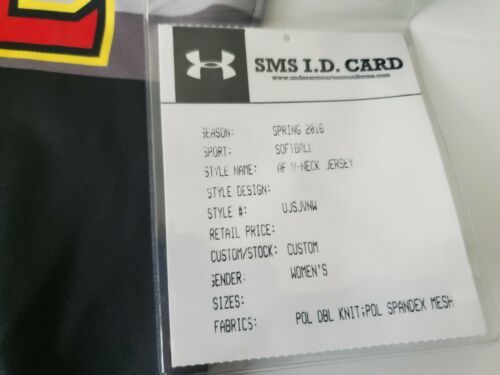 SMS I.D. CARD
www.underarmourteamuniforms.com
SEASON: SPRING 2016
SPORT: SOFTBALL
STYLE NAME: AF V-NECK JERSEY
STYLE DESIGN:
STYLE #: UJSJVNW
RETAIL PRICE:
CUSTOM/STOCK: CUSTOM
GENDER: WOMEN'S
SIZES:
FABRICS: POL DBL KNIT;POL SPANDEX MESH